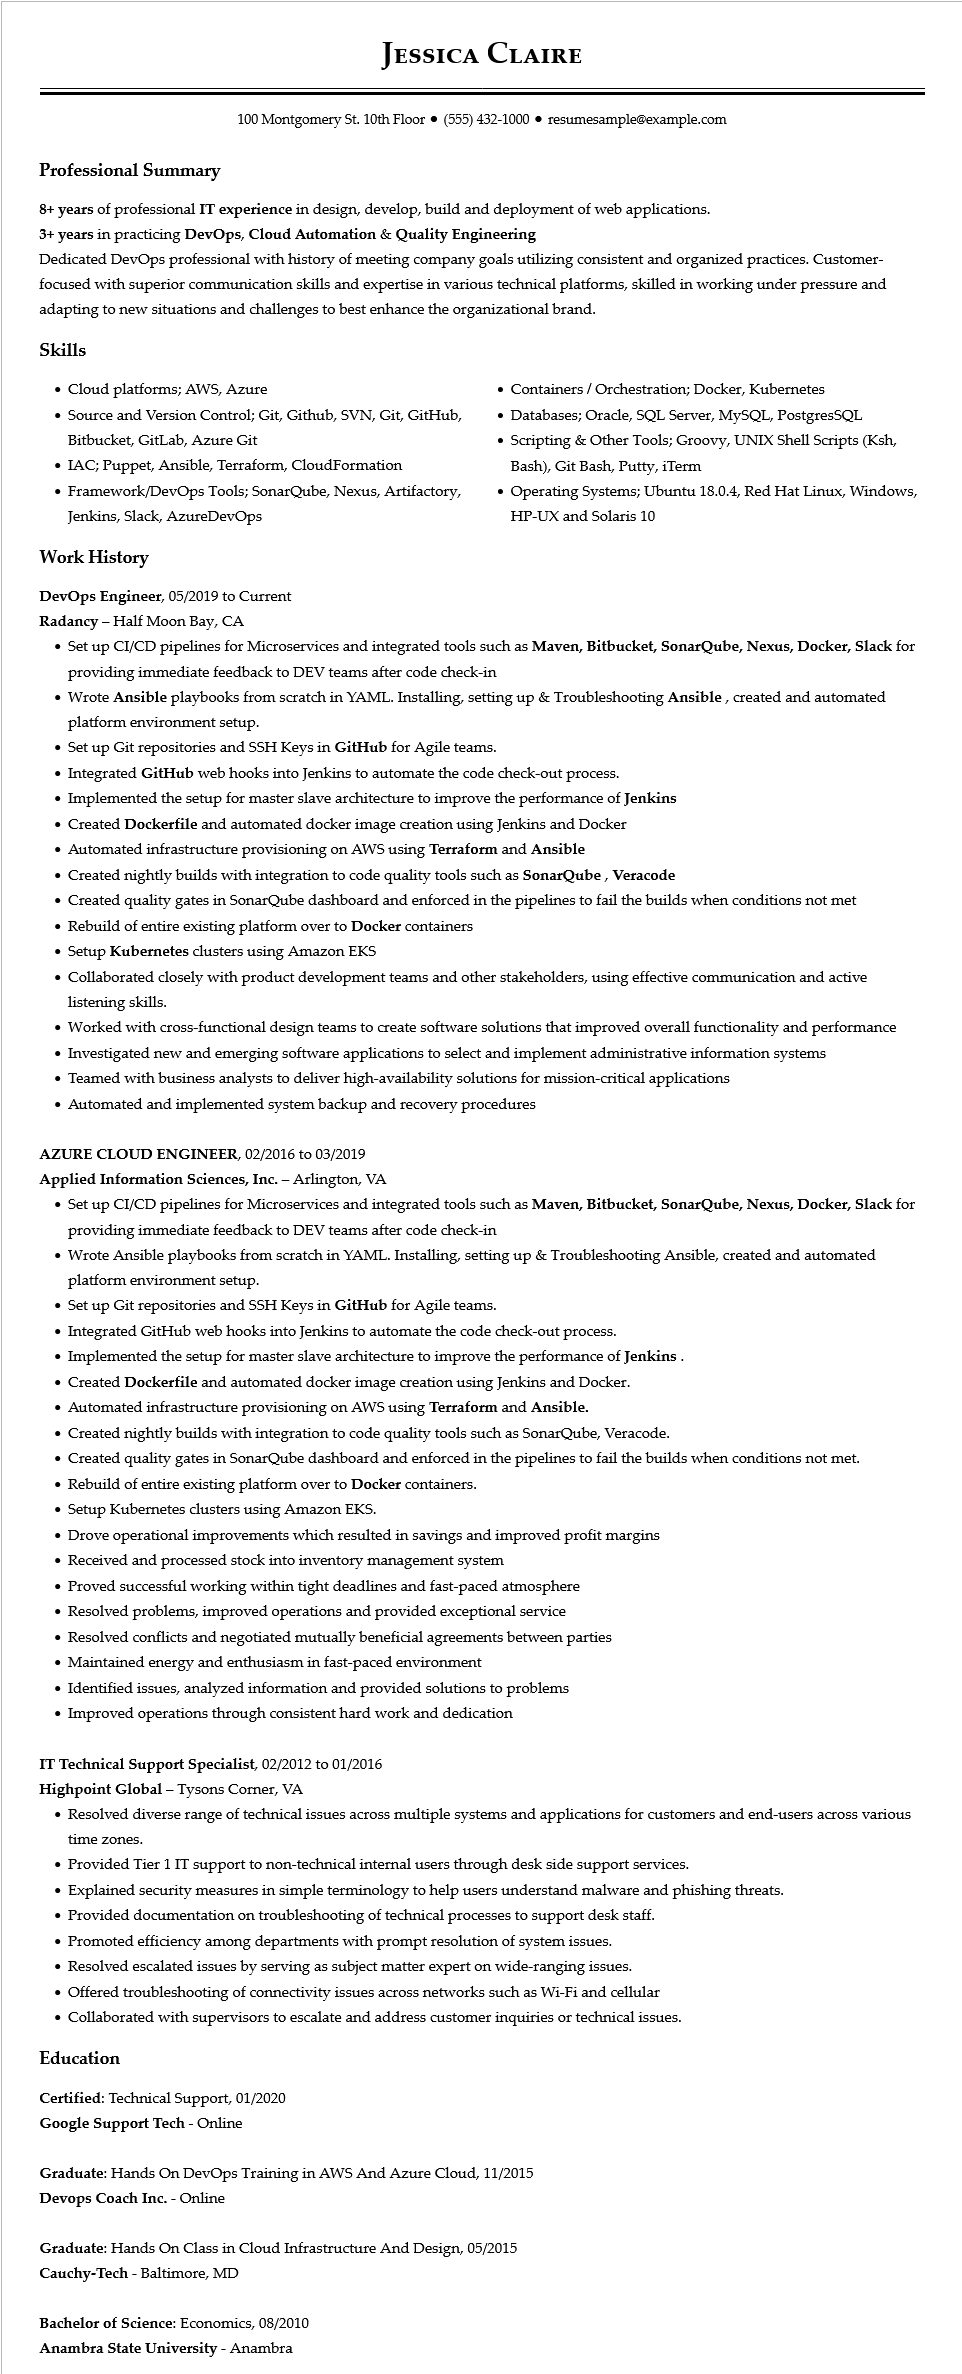 Jessica Claire
100 Montgomery St. 10th Floor ● (555) 432-1000 ● resumesample@example.com
Professional Summary
8+ years of professional IT experience in design, develop, build and deployment of web applications.
3+ years in practicing DevOps, Cloud Automation & Quality Engineering
Dedicated DevOps professional with history of meeting company goals utilizing consistent and organized practices. Customer-
focused with superior communication skills and expertise in various technical platforms, skilled in working under pressure and
adapting to new situations and challenges to best enhance the organizational brand.
Skills
• Cloud platforms; AWS, Azure
• Source and Version Control; Git, Github, SVN, Git, GitHub,
Bitbucket, GitLab, Azure Git
• IAC; Puppet, Ansible, Terraform, CloudFormation
• Framework/DevOps Tools; SonarQube, Nexus, Artifactory,
Jenkins, Slack, AzureDevOps
• Containers / Orchestration; Docker, Kubernetes
• Databases; Oracle, SQL Server, MySQL, PostgresSQL
• Scripting & Other Tools; Groovy, UNIX Shell Scripts (Ksh,
Bash), Git Bash, Putty, iTerm
• Operating Systems; Ubuntu 18.0.4, Red Hat Linux, Windows,
HP-UX and Solaris 10
Work History
DevOps Engineer, 05/2019 to Current
Radancy – Half Moon Bay, CA
• Set up CI/CD pipelines for Microservices and integrated tools such as Maven, Bitbucket, SonarQube, Nexus, Docker, Slack for
providing immediate feedback to DEV teams after code check-in
• Wrote Ansible playbooks from scratch in YAML. Installing, setting up & Troubleshooting Ansible , created and automated
platform environment setup.
• Set up Git repositories and SSH Keys in GitHub for Agile teams.
• Integrated GitHub web hooks into Jenkins to automate the code check-out process.
• Implemented the setup for master slave architecture to improve the performance of Jenkins
• Created Dockerfile and automated docker image creation using Jenkins and Docker
• Automated infrastructure provisioning on AWS using Terraform and Ansible
• Created nightly builds with integration to code quality tools such as SonarQube , Veracode
• Created quality gates in SonarQube dashboard and enforced in the pipelines to fail the builds when conditions not met
• Rebuild of entire existing platform over to Docker containers
• Setup Kubernetes clusters using Amazon EKS
• Collaborated closely with product development teams and other stakeholders, using effective communication and active
listening skills.
• Worked with cross-functional design teams to create software solutions that improved overall functionality and performance
• Investigated new and emerging software applications to select and implement administrative information systems
• Teamed with business analysts to deliver high-availability solutions for mission-critical applications
• Automated and implemented system backup and recovery procedures
AZURE CLOUD ENGINEER, 02/2016 to 03/2019
Applied Information Sciences, Inc. – Arlington, VA
• Set up CI/CD pipelines for Microservices and integrated tools such as Maven, Bitbucket, SonarQube, Nexus, Docker, Slack for
providing immediate feedback to DEV teams after code check-in
• Wrote Ansible playbooks from scratch in YAML. Installing, setting up & Troubleshooting Ansible, created and automated
platform environment setup.
• Set up Git repositories and SSH Keys in GitHub for Agile teams.
• Integrated GitHub web hooks into Jenkins to automate the code check-out process.
• Implemented the setup for master slave architecture to improve the performance of Jenkins .
• Created Dockerfile and automated docker image creation using Jenkins and Docker.
• Automated infrastructure provisioning on AWS using Terraform and Ansible.
• Created nightly builds with integration to code quality tools such as SonarQube, Veracode.
• Created quality gates in SonarQube dashboard and enforced in the pipelines to fail the builds when conditions not met.
• Rebuild of entire existing platform over to Docker containers.
• Setup Kubernetes clusters using Amazon EKS.
• Drove operational improvements which resulted in savings and improved profit margins
• Received and processed stock into inventory management system
• Proved successful working within tight deadlines and fast-paced atmosphere
• Resolved problems, improved operations and provided exceptional service
• Resolved conflicts and negotiated mutually beneficial agreements between parties
• Maintained energy and enthusiasm in fast-paced environment
• Identified issues, analyzed information and provided solutions to problems
• Improved operations through consistent hard work and dedication
IT Technical Support Specialist, 02/2012 to 01/2016
Highpoint Global – Tysons Corner, VA
• Resolved diverse range of technical issues across multiple systems and applications for customers and end-users across various
time zones.
• Provided Tier 1 IT support to non-technical internal users through desk side support services.
• Explained security measures in simple terminology to help users understand malware and phishing threats.
• Provided documentation on troubleshooting of technical processes to support desk staff.
• Promoted efficiency among departments with prompt resolution of system issues.
• Resolved escalated issues by serving as subject matter expert on wide-ranging issues.
• Offered troubleshooting of connectivity issues across networks such as Wi-Fi and cellular
• Collaborated with supervisors to escalate and address customer inquiries or technical issues.
Education
Certified: Technical Support, 01/2020
Google Support Tech - Online
Graduate: Hands On DevOps Training in AWS And Azure Cloud, 11/2015
Devops Coach Inc. - Online
Graduate: Hands On Class in Cloud Infrastructure And Design, 05/2015
Cauchy-Tech - Baltimore, MD
Bachelor of Science: Economics, 08/2010
Anambra State University - Anambra